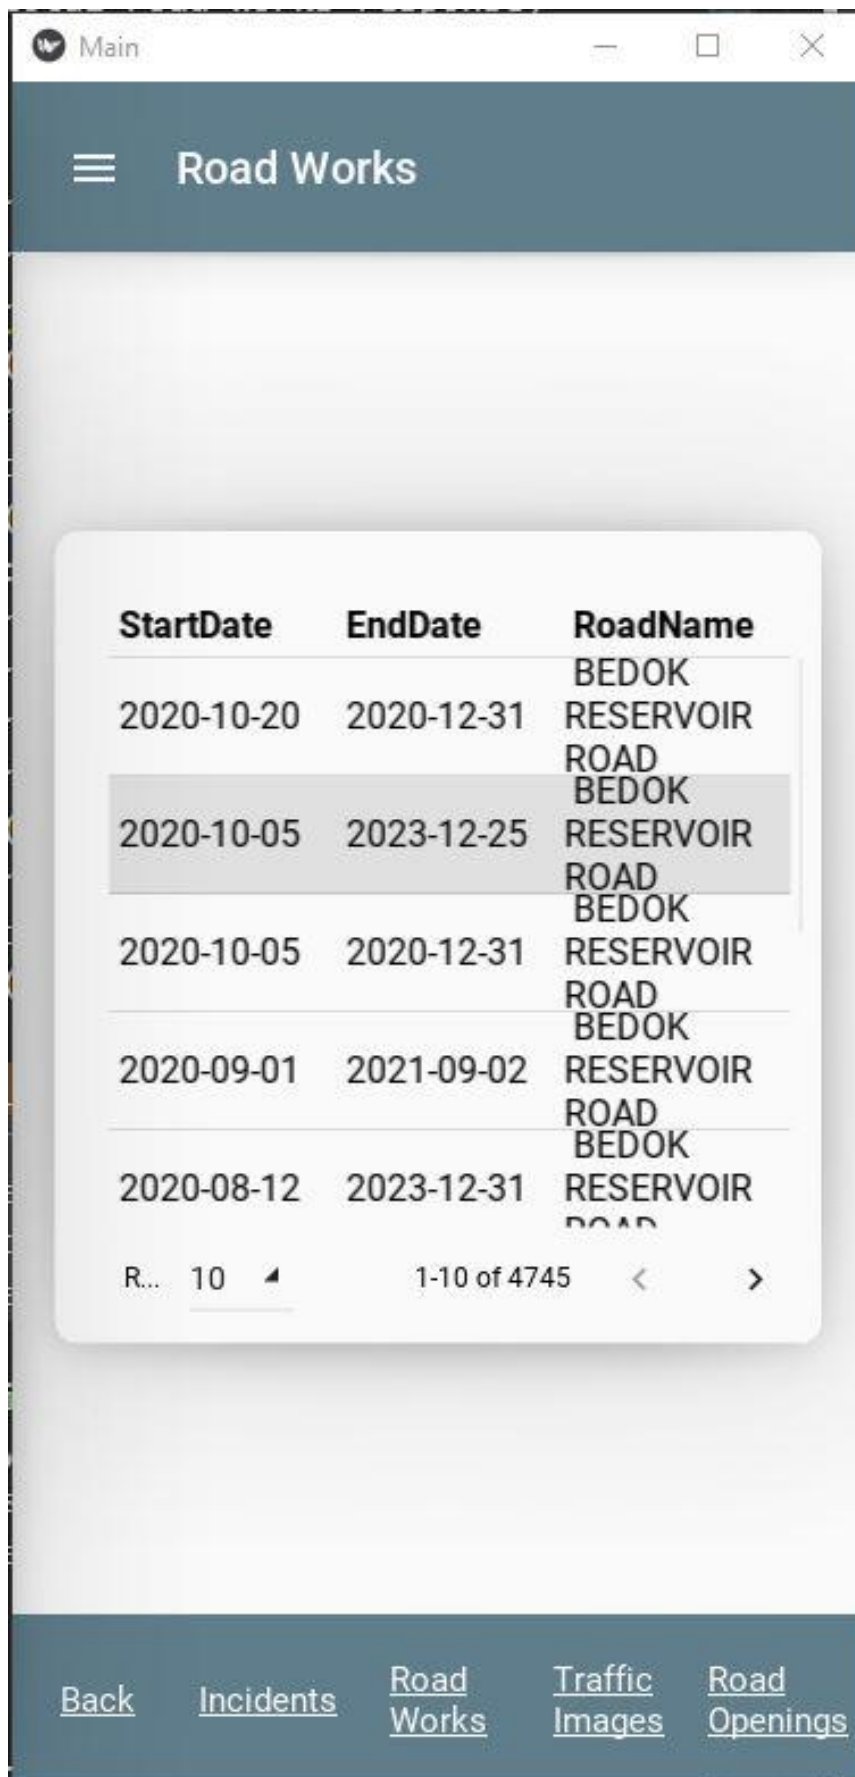 Main
Road Works
StartDate EndDate RoadName
BEDOK
2020-10-20 2020-12-31 RESERVOIR
ROAD
BEDOK
2020-10-05 2023-12-25 RESERVOIR
ROAD
BEDOK
2020-10-05 2020-12-31 RESERVOIR
ROAD
BEDOK
2020-09-01 2021-09-02 RESERVOIR
ROAD
BEDOK
2020-08-12 2023-12-31 RESERVOIR
ROAD
R... 10 1-10 of 4745
Back Incidents Road Works Traffic Images Road Openings